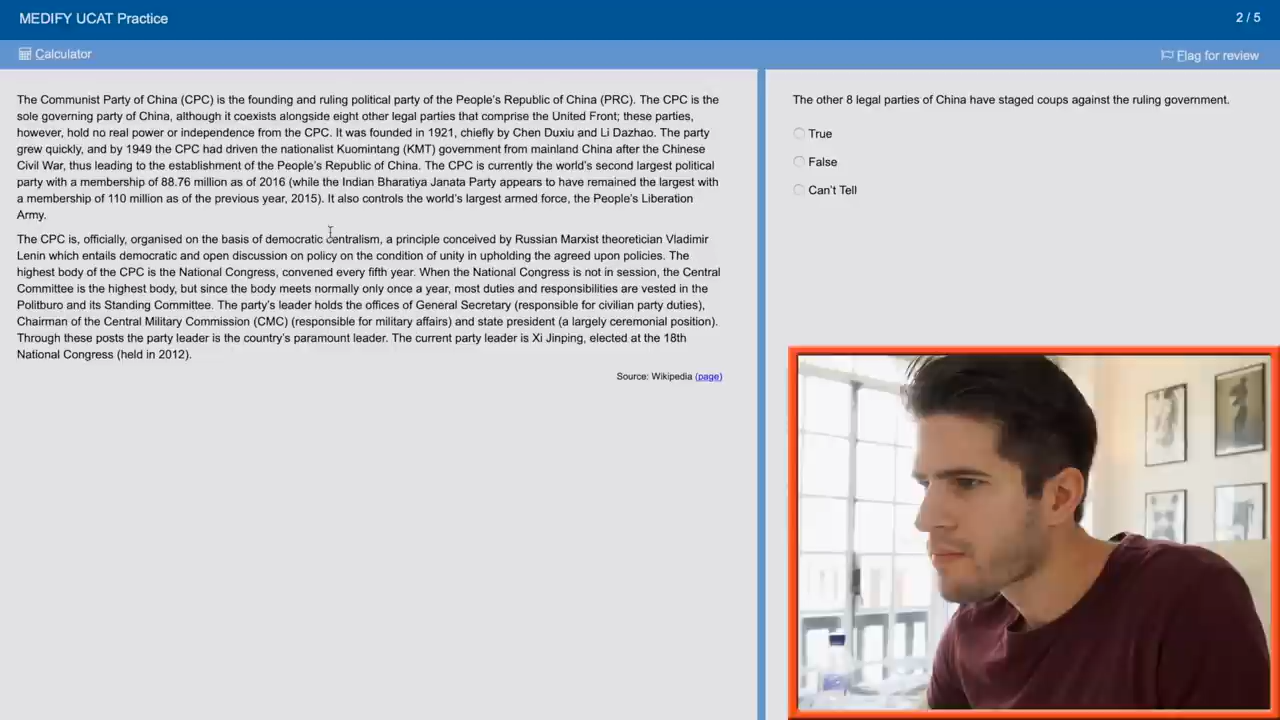 MEDIFY UCAT Practice
2 / 5
Calculator
Flag for review
The Communist Party of China (CPC) is the founding and ruling political party of the People's Republic of China (PRC). The CPC is the
sole governing party of China, although it coexists alongside eight other legal parties that comprise the United Front; these parties,
however, hold no real power or independence from the CPC. It was founded in 1921, chiefly by Chen Duxiu and Li Dazhao. The party
grew quickly, and by 1949 the CPC had driven the nationalist Kuomintang (KMT) government from mainland China after the Chinese
Civil War, thus leading to the establishment of the People's Republic of China. The CPC is currently the world's second largest political
party with a membership of 88.76 million as of 2016 (while the Indian Bharatiya Janata Party appears to have remained the largest with
a membership of 110 million as of the previous year, 2015). It also controls the world's largest armed force, the People's Liberation
Army.
The CPC is, officially, organised on the basis of democratic centralism, a principle conceived by Russian Marxist theoretician Vladimir
Lenin which entails democratic and open discussion on policy on the condition of unity in upholding the agreed upon policies. The
highest body of the CPC is the National Congress, convened every fifth year. When the National Congress is not in session, the Central
Committee is the highest body, but since the body meets normally only once a year, most duties and responsibilities are vested in the
Politburo and its Standing Committee. The party's leader holds the offices of General Secretary (responsible for civilian party duties),
Chairman of the Central Military Commission (CMC) (responsible for military affairs) and state president (a largely ceremonial position).
Through these posts the party leader is the country's paramount leader. The current party leader is Xi Jinping, elected at the 18th
National Congress (held in 2012).
Source: Wikipedia (page)
The other 8 legal parties of China have staged coups against the ruling government.
True
False
Can't Tell